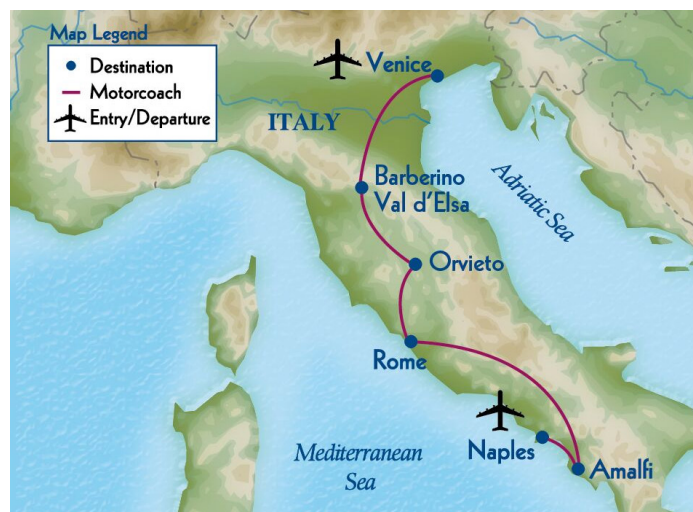 Map Legend
Destination
Motorcoach
Entry/Departure
Venice
ITALY
Barberino
Val d'Elsa
Adriatic Sea
Orvieto
Rome
Naples
Amalfi
Mediterranean
Sea